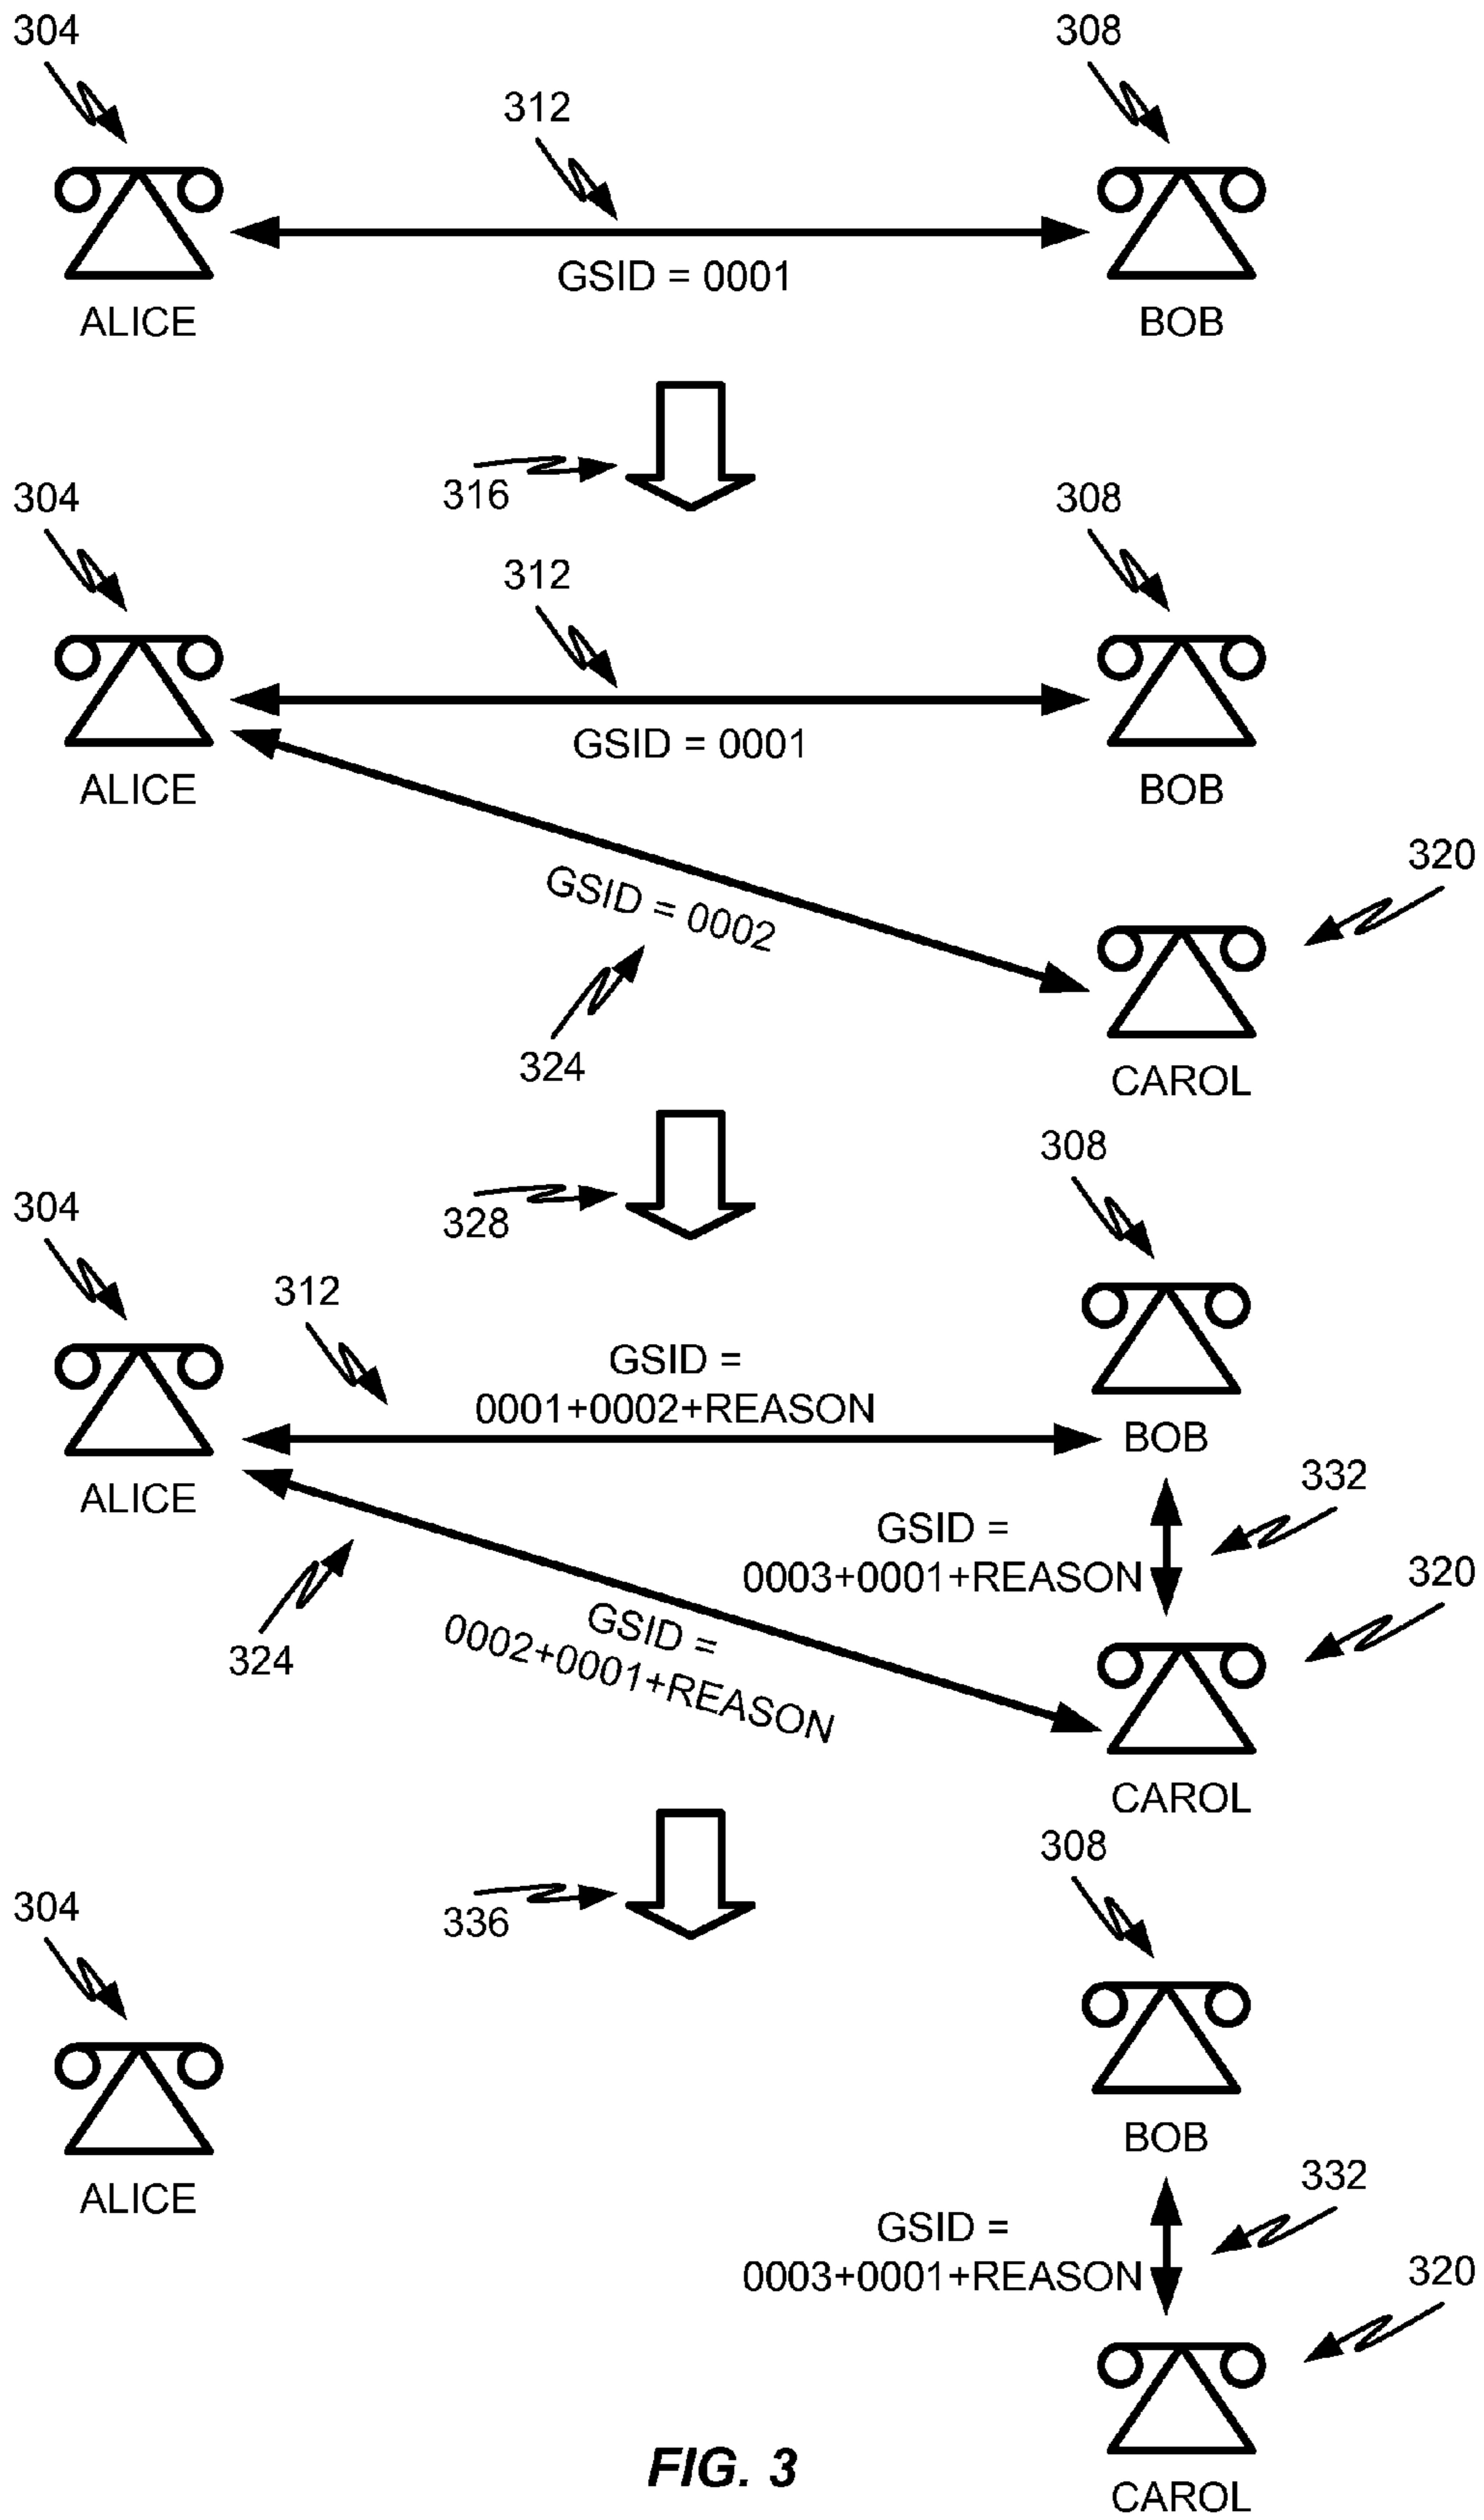 304
308
312
GSID = 0001
ALICE
BOB
316
304
308
312
GSID = 0001
ALICE
BOB
320
GSID = 0002
324
CAROL
308
304
328
312
GSID =
0001+0002+REASON
BOB
ALICE
332
GSID =
0003+0001+REASON
320
GSID =
0002+0001+REASON
324
CAROL
308
304
336
BOB
ALICE
332
GSID =
0003+0001+REASON
320
FIG. 3
CAROL